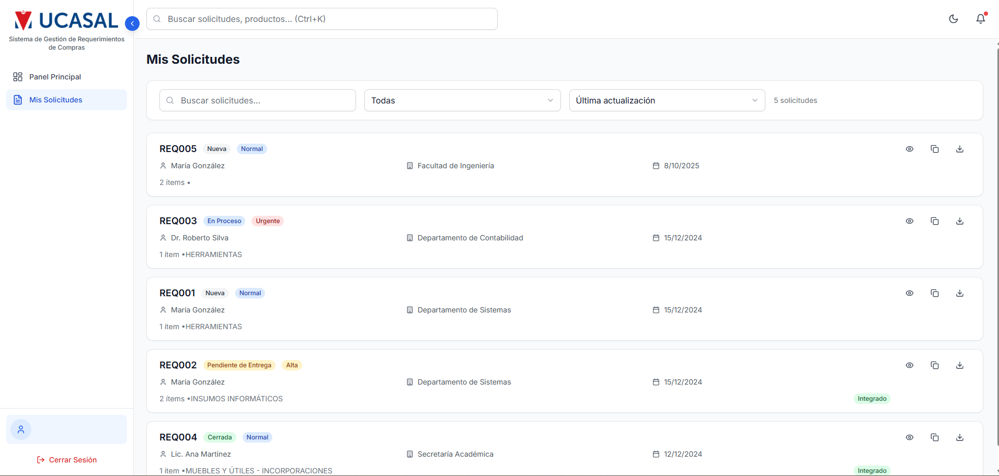 UCASAL
Sistema de Gestión de Requerimientos
de Compras
Panel Principal
Mis Solicitudes
Cerrar Sesión
Buscar solicitudes, productos... (Ctrl+K)
Mis Solicitudes
Buscar solicitudes...
Todas
Última actualización
5 solicitudes
REQ005 Nueva Normal
María González Facultad de Ingeniería 8/10/2025
2 ítems •
REQ003 En Proceso Urgente
Dr. Roberto Silva Departamento de Contabilidad 15/12/2024
1 ítem •HERRAMIENTAS
REQ001 Nueva Normal
María González Departamento de Sistemas 15/12/2024
1 ítem •HERRAMIENTAS
REQ002 Pendiente de Entrega Alta
María González Departamento de Sistemas 15/12/2024
2 ítems •INSUMOS INFORMÁTICOS Integrado
REQ004 Cerrada Normal
Lic. Ana Martínez Secretaría Académica 12/12/2024
1 ítem •MUEBLES Y ÚTILES - INCORPORACIONES Integrado